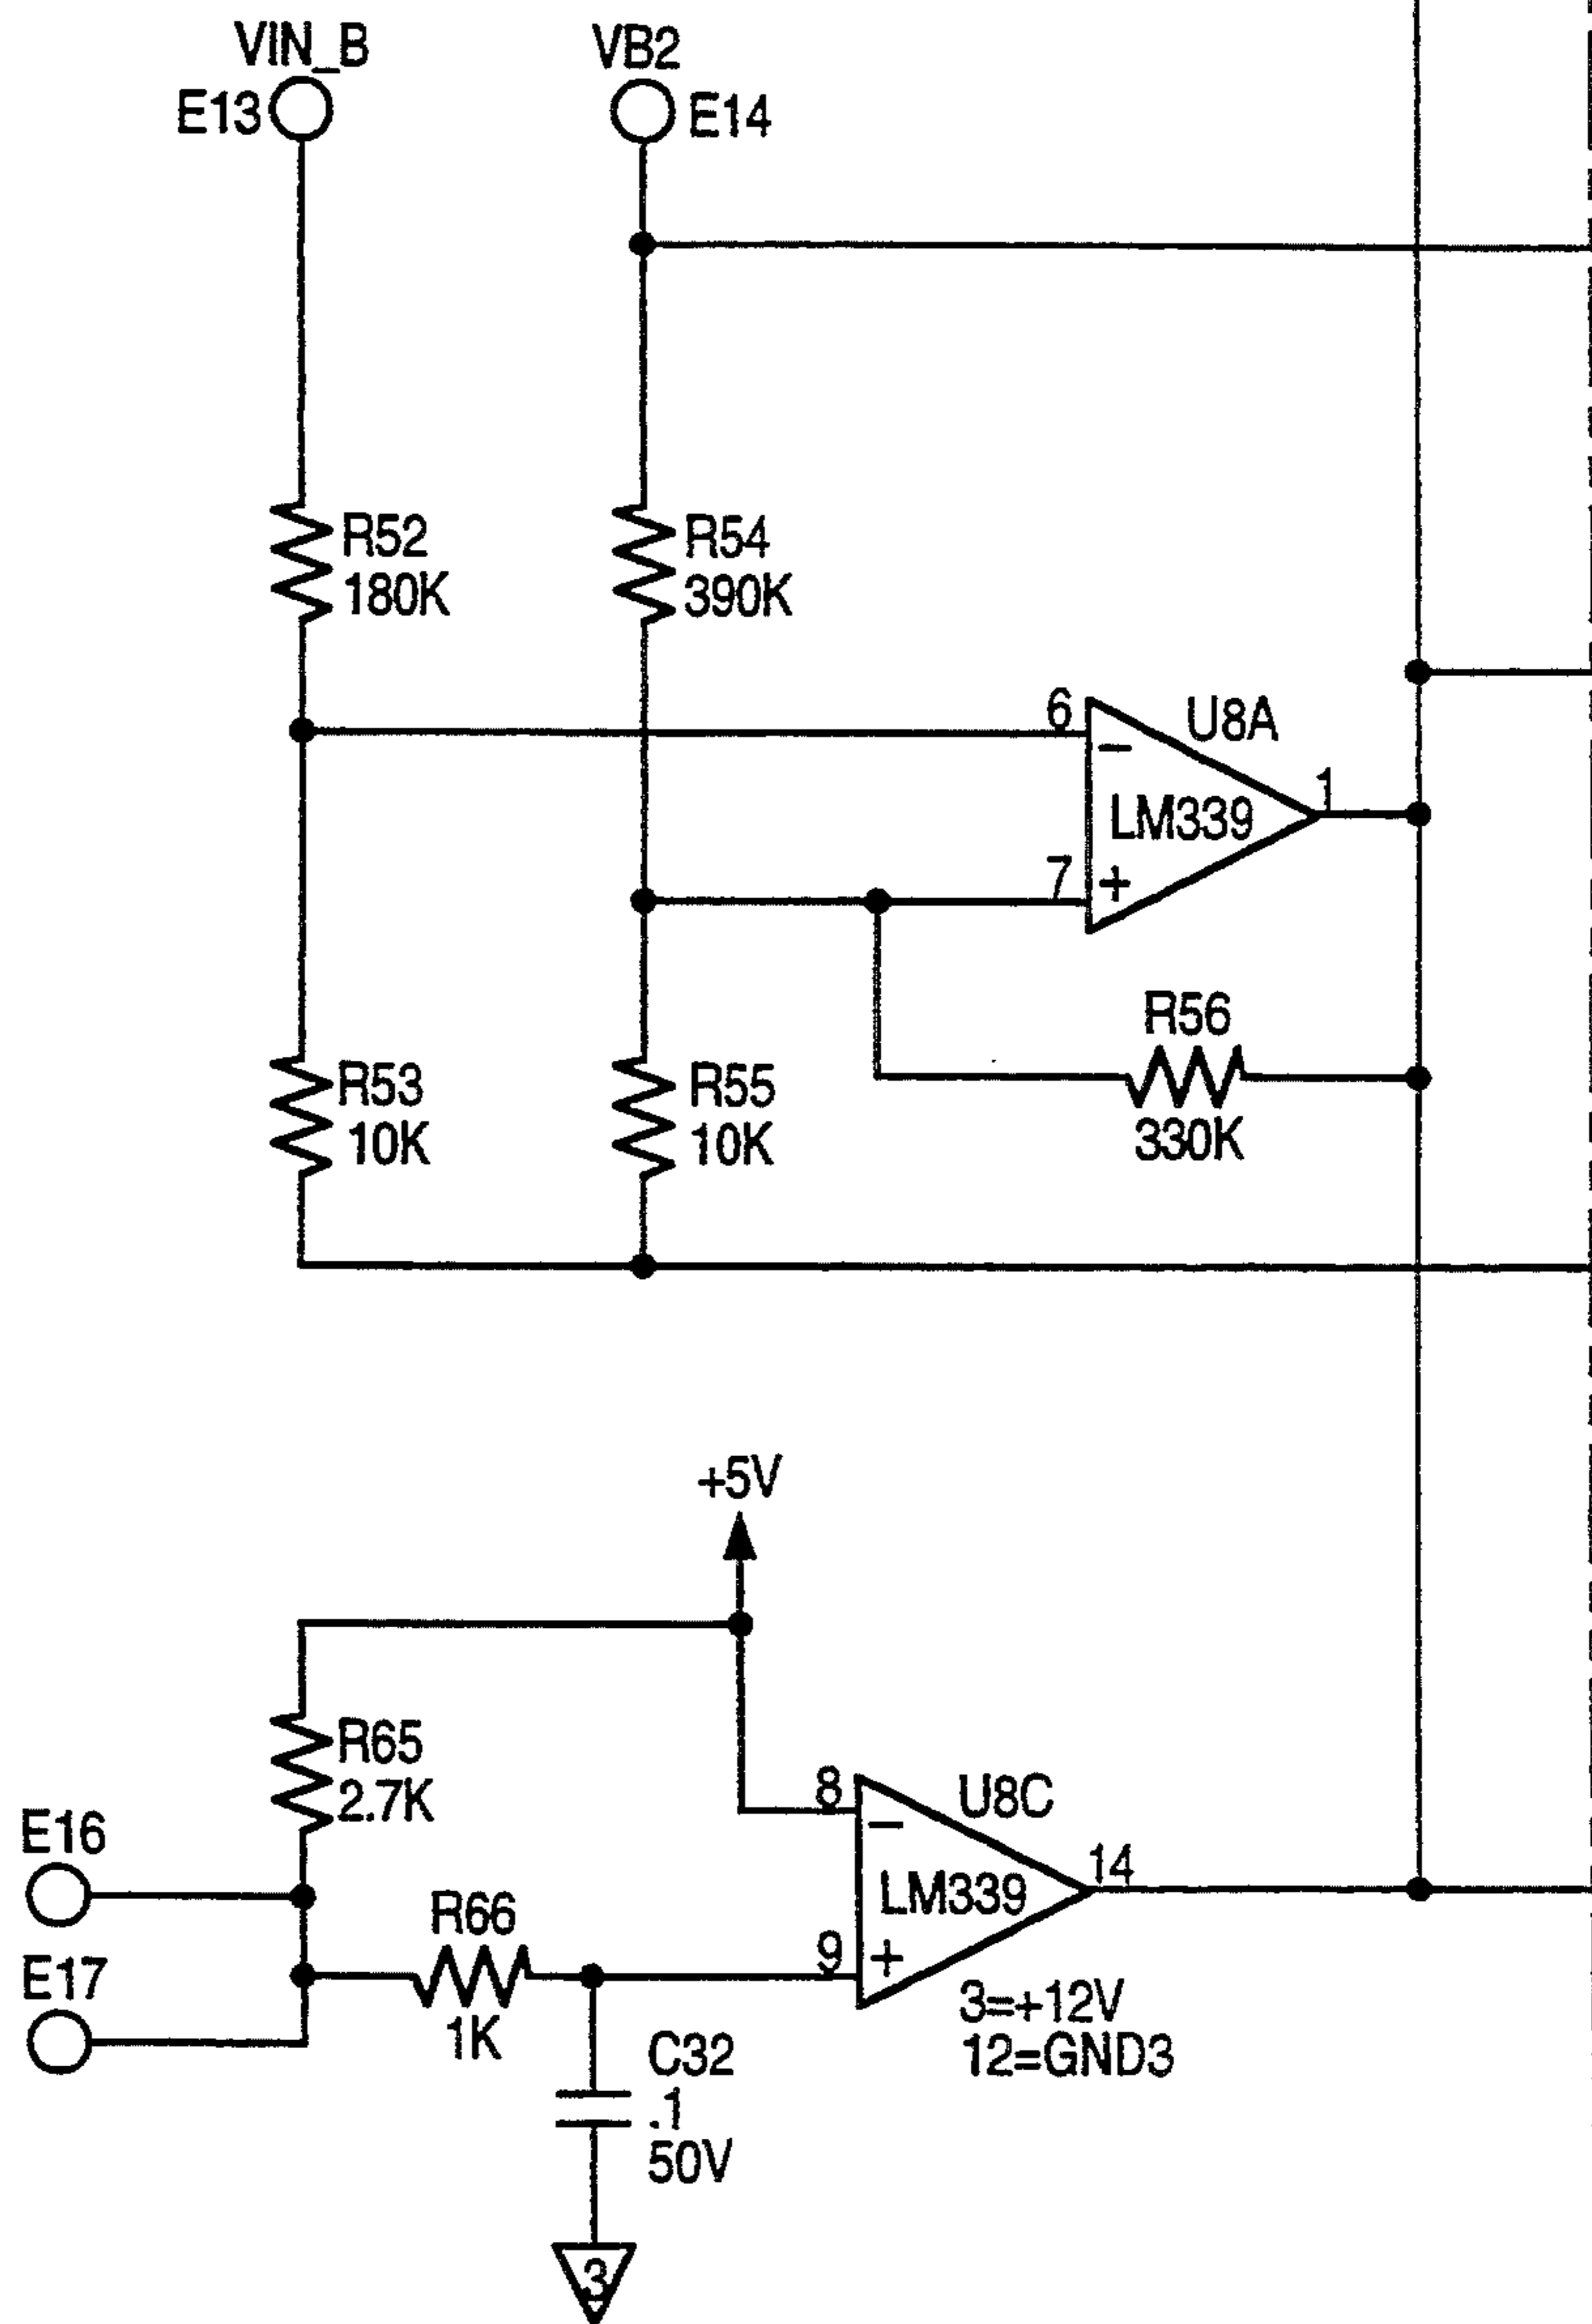 VIN_B
E13
VB2
E14
R52
180K
R54
390K
6
U8A
−
LM339
1
7
+
R56
330K
R53
10K
R55
10K
+5V
R65
2.7K
8
U8C
−
LM339
14
E16
R66
1K
9
+
E17
3=+12V
12=GND3
C32
.1
50V
3